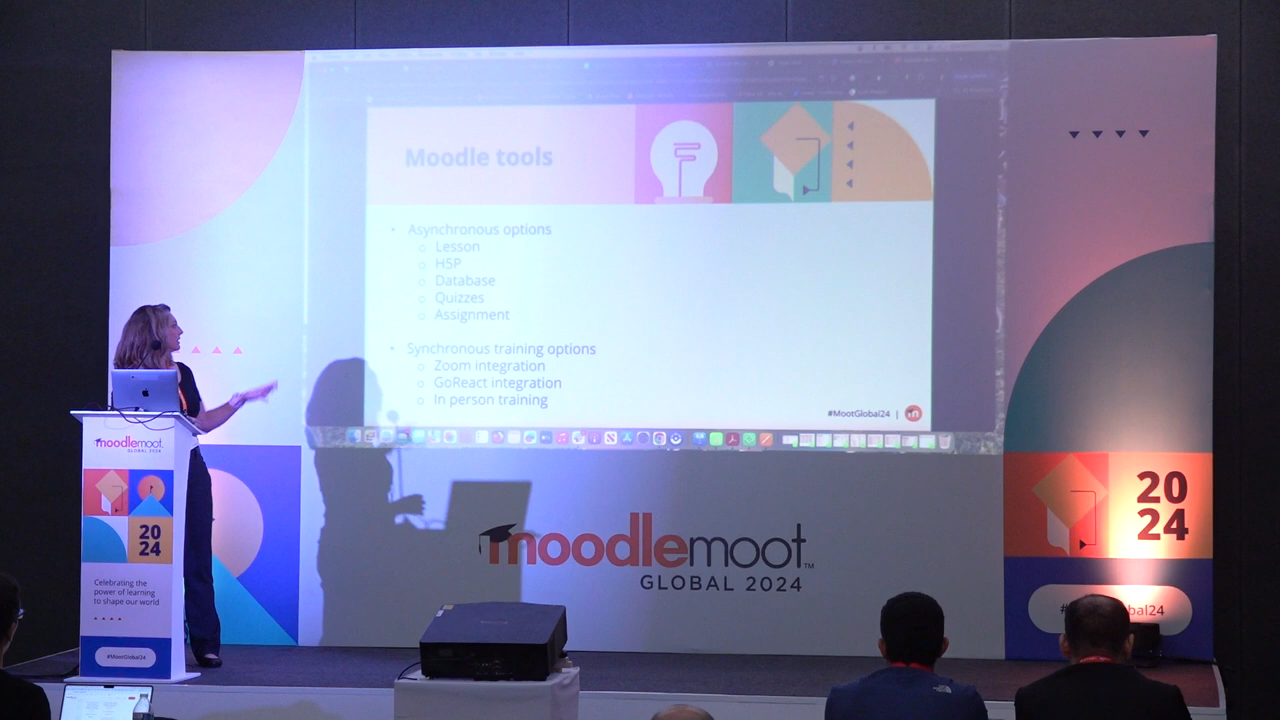 Moodle tools
• Asynchronous options
o Lesson
o H5P
o Database
o Quizzes
o Assignment
• Synchronous training options
o Zoom integration
o GoReact integration
o In person training
#MootGlobal24 |
moodlemoot™
GLOBAL 2024
moodlemoot
GLOBAL 2024
20
24
Celebrating the
power of learning
to shape our world
#MootGlobal24
20
24